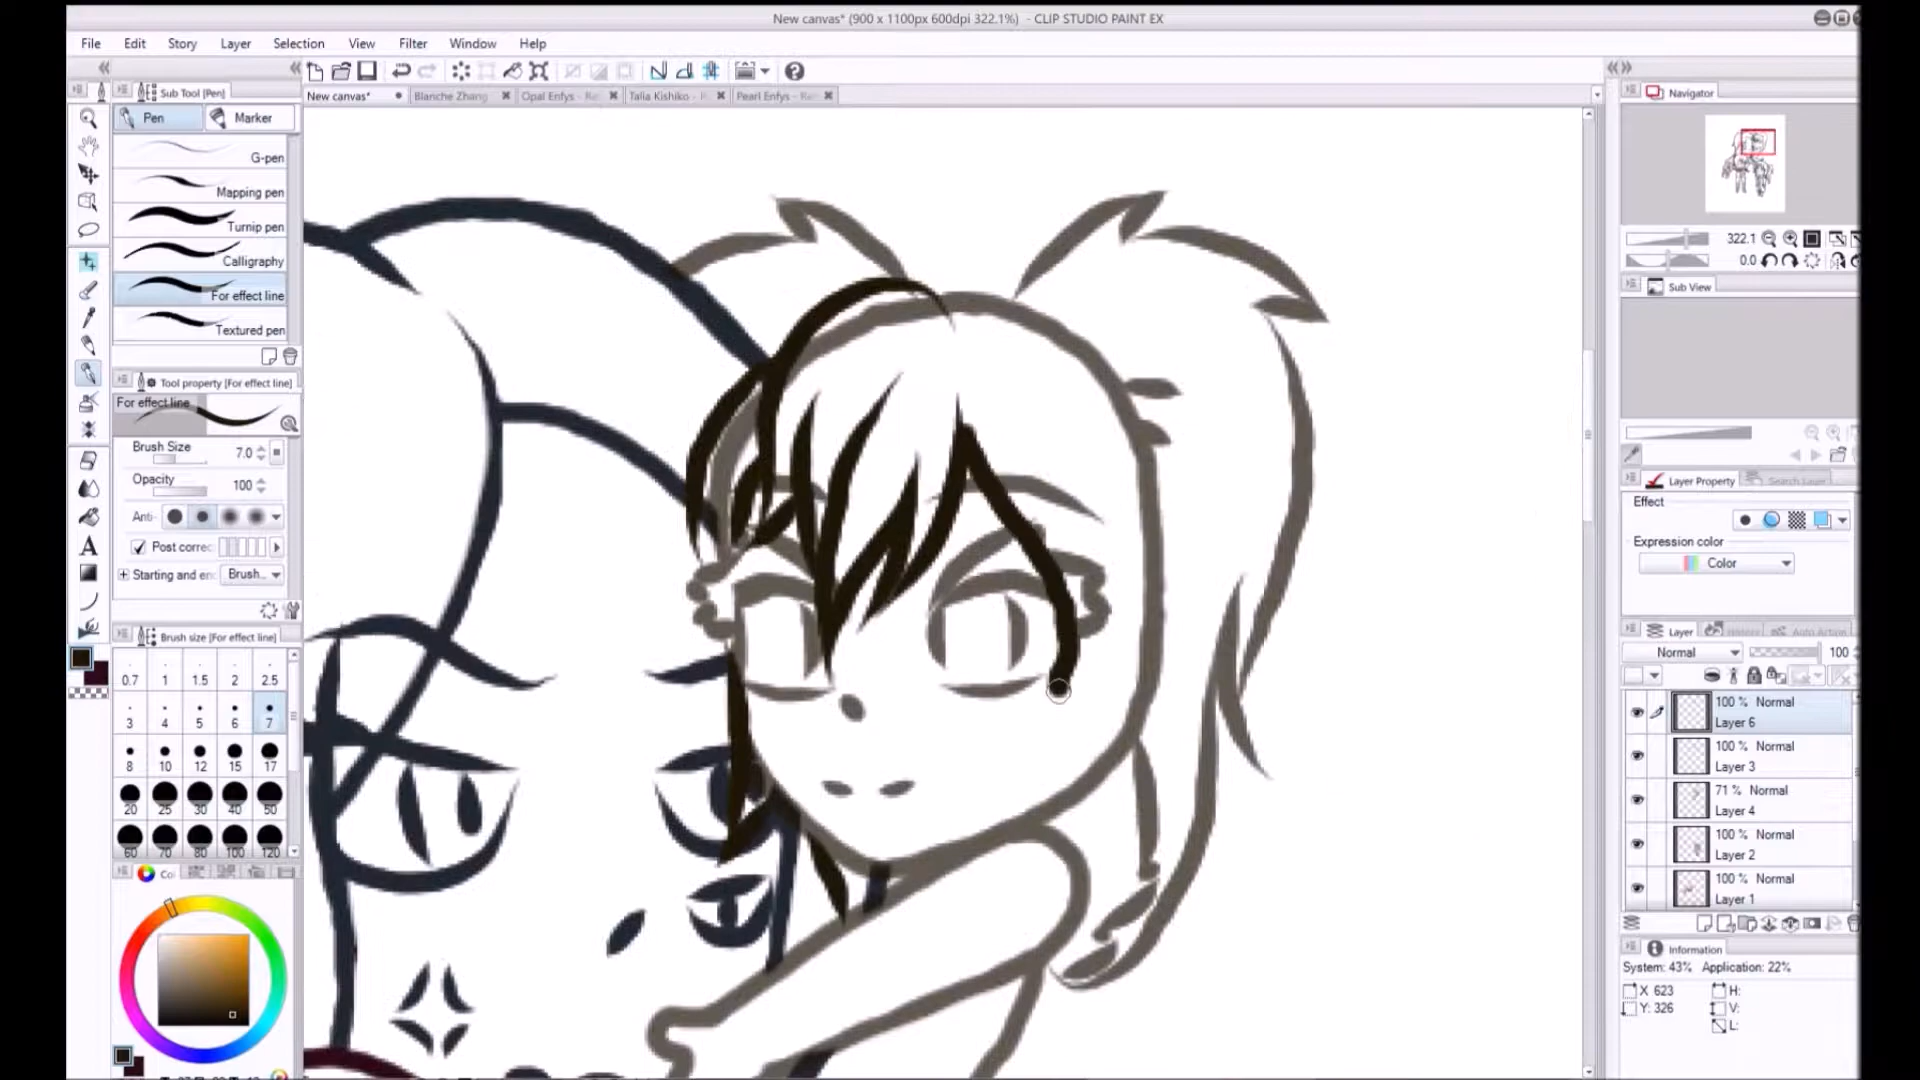 New canvas* (900 x 1100px 600dpi 322.1%) - CLIP STUDIO PAINT EX
File Edit Story Layer Selection View Filter Window Help
Sub Tool [Pen]
Pen Marker
G-pen
Mapping pen
Turnip pen
Calligraphy
For effect line
Textured pen
Tool property [For effect line]
For effect line
Brush Size 7.0
Opacity 100
Anti-
Post correc
Starting and en Brush..
Brush size [For effect line]
0.7 1 1.5 2 2.5
3 4 5 6 7
8 10 12 15 17
20 25 30 40 50
60 70 80 100 120
Co
New canvas* Blanche Zhang Opal Enfys - Talia Kishiko - Pearl Enfys -
Navigator
322.1
0.0
Sub View
Layer Property Search Layer
Effect
Expression color
Color
Layer Auto Action
Normal 100
100 % Normal
Layer 6
100 % Normal
Layer 3
71 % Normal
Layer 4
100 % Normal
Layer 2
100 % Normal
Layer 1
Information
System: 43% Application: 22%
X 623 H:
Y: 326 V:
L: